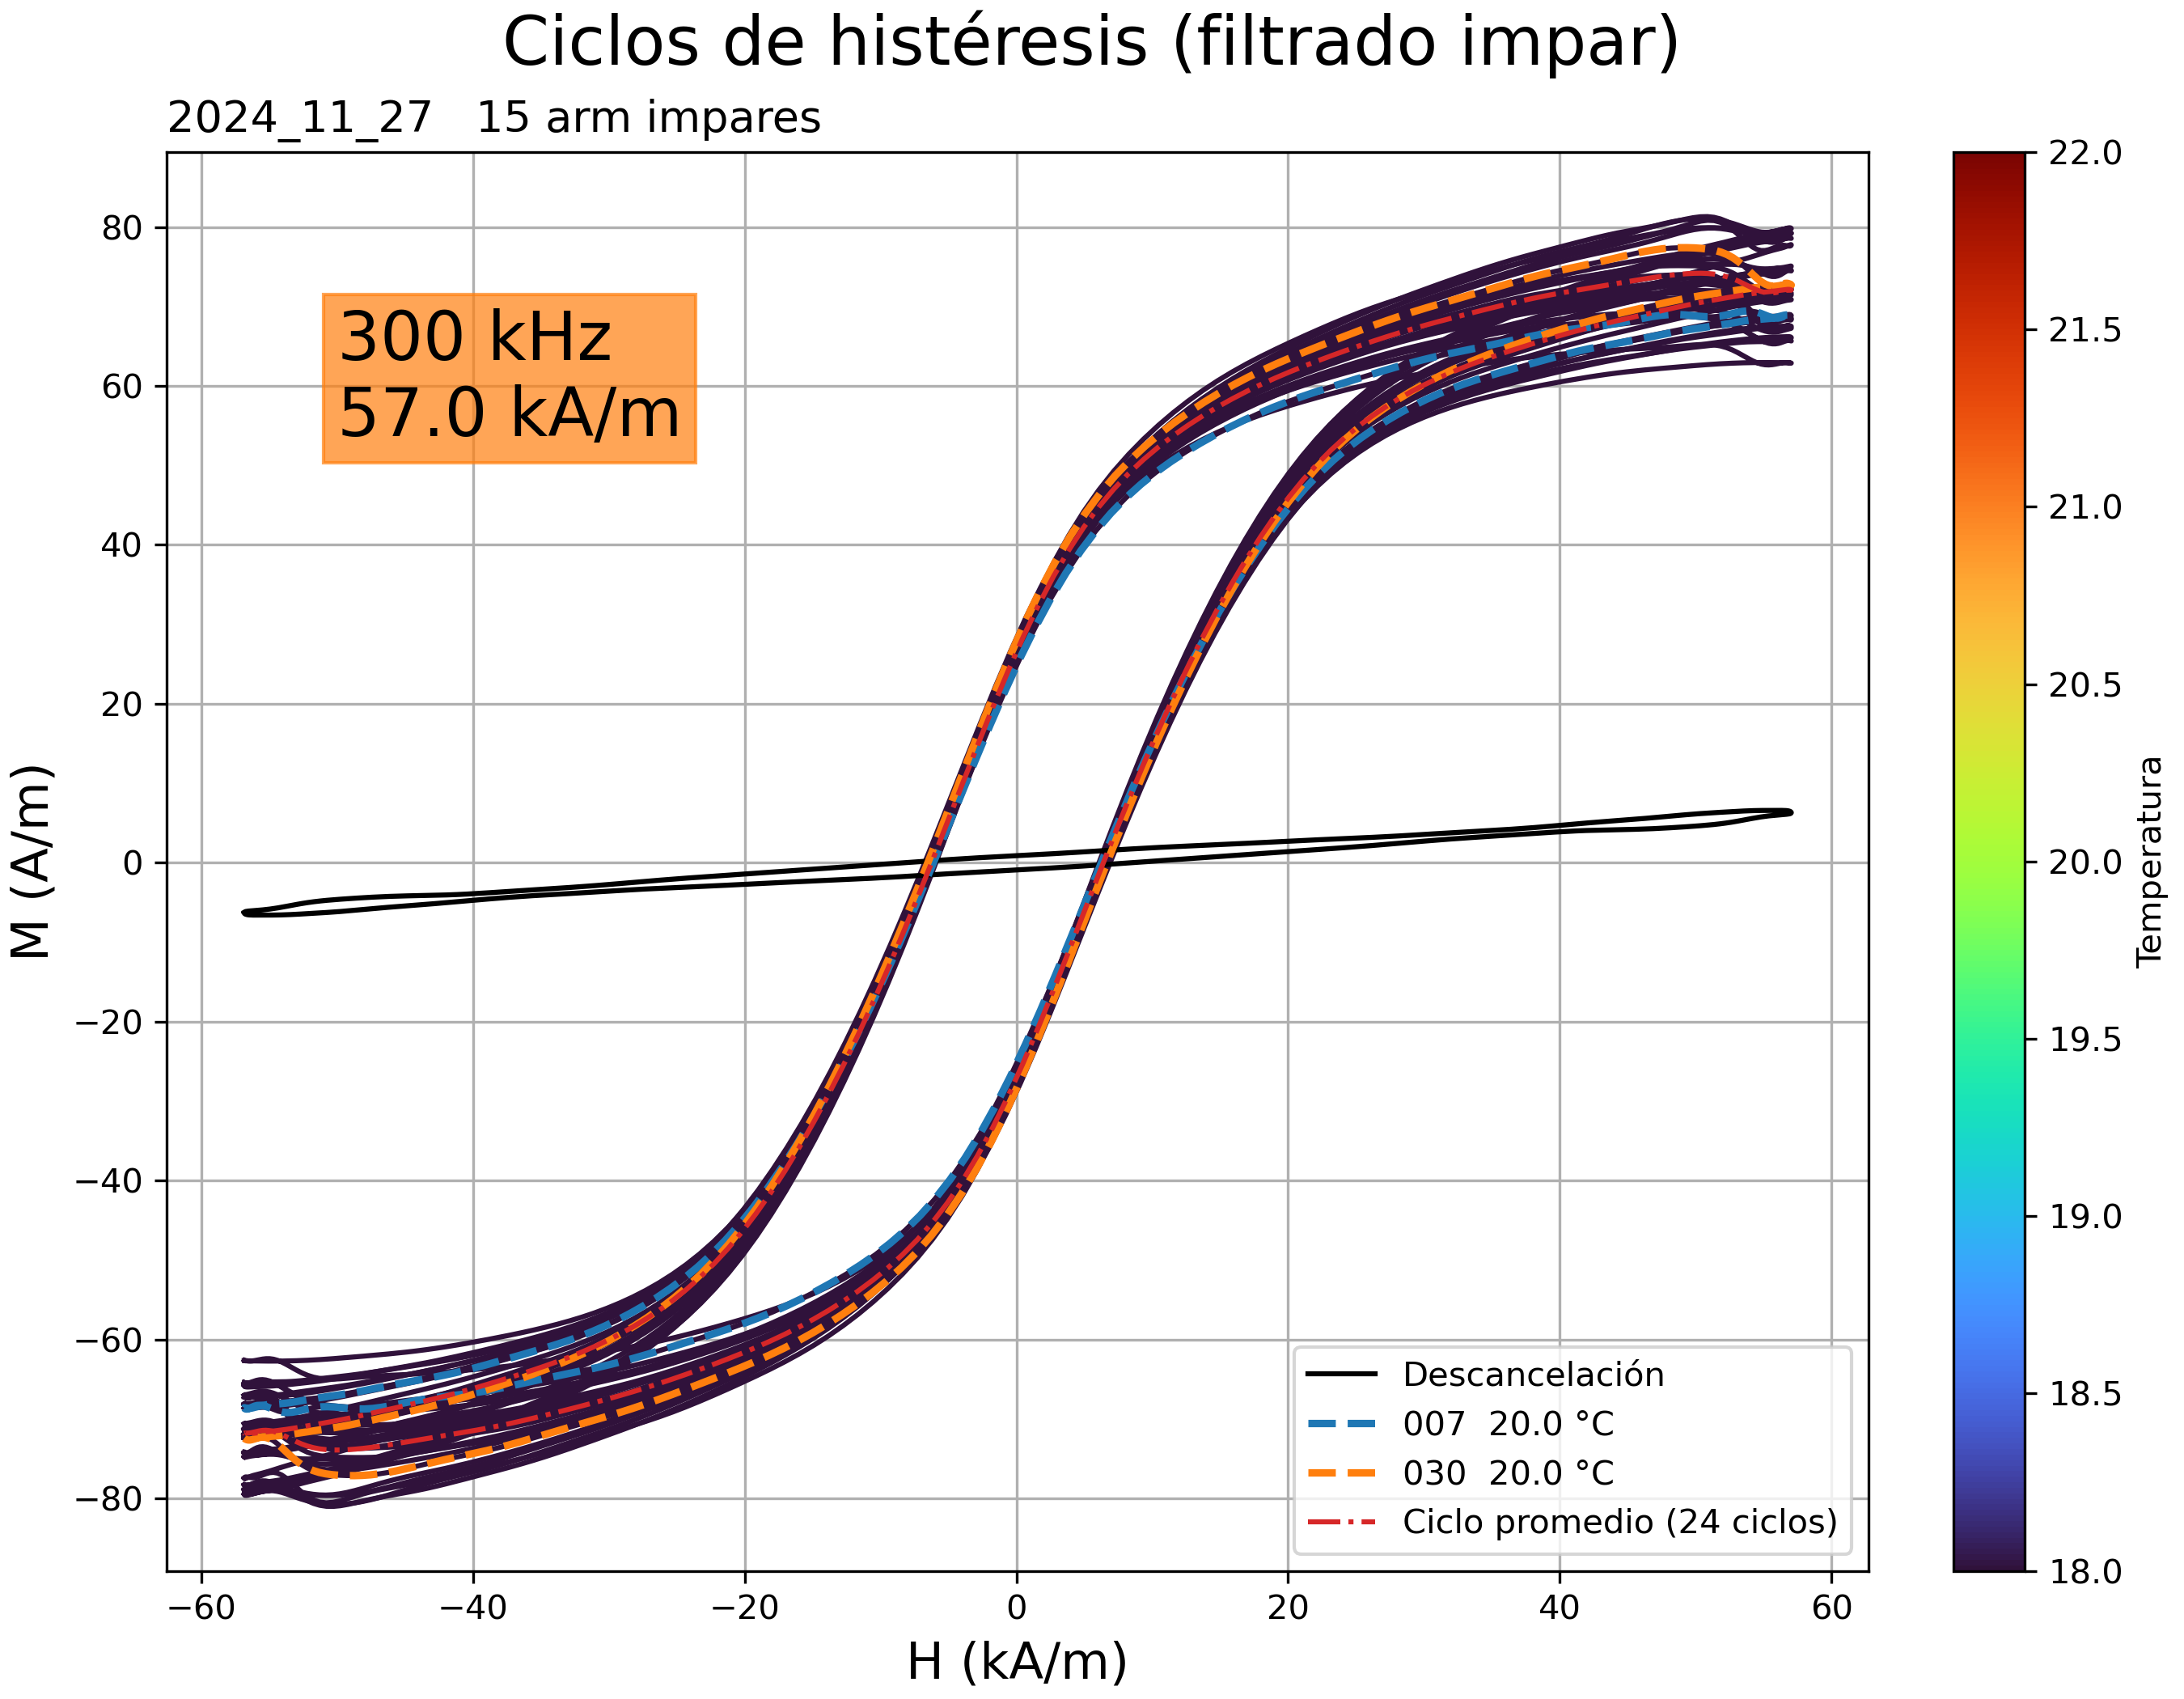 Ciclos de histéresis (filtrado impar)
2024_11_27   15 arm impares
300 kHz
57.0 kA/m
M (A/m)
80
60
40
20
0
−20
−40
−60
−80
−60
−40
−20
0
20
40
60
H (kA/m)
Descancelación
007  20.0 °C
030  20.0 °C
Ciclo promedio (24 ciclos)
22.0
21.5
21.0
20.5
20.0
19.5
19.0
18.5
18.0
Temperatura